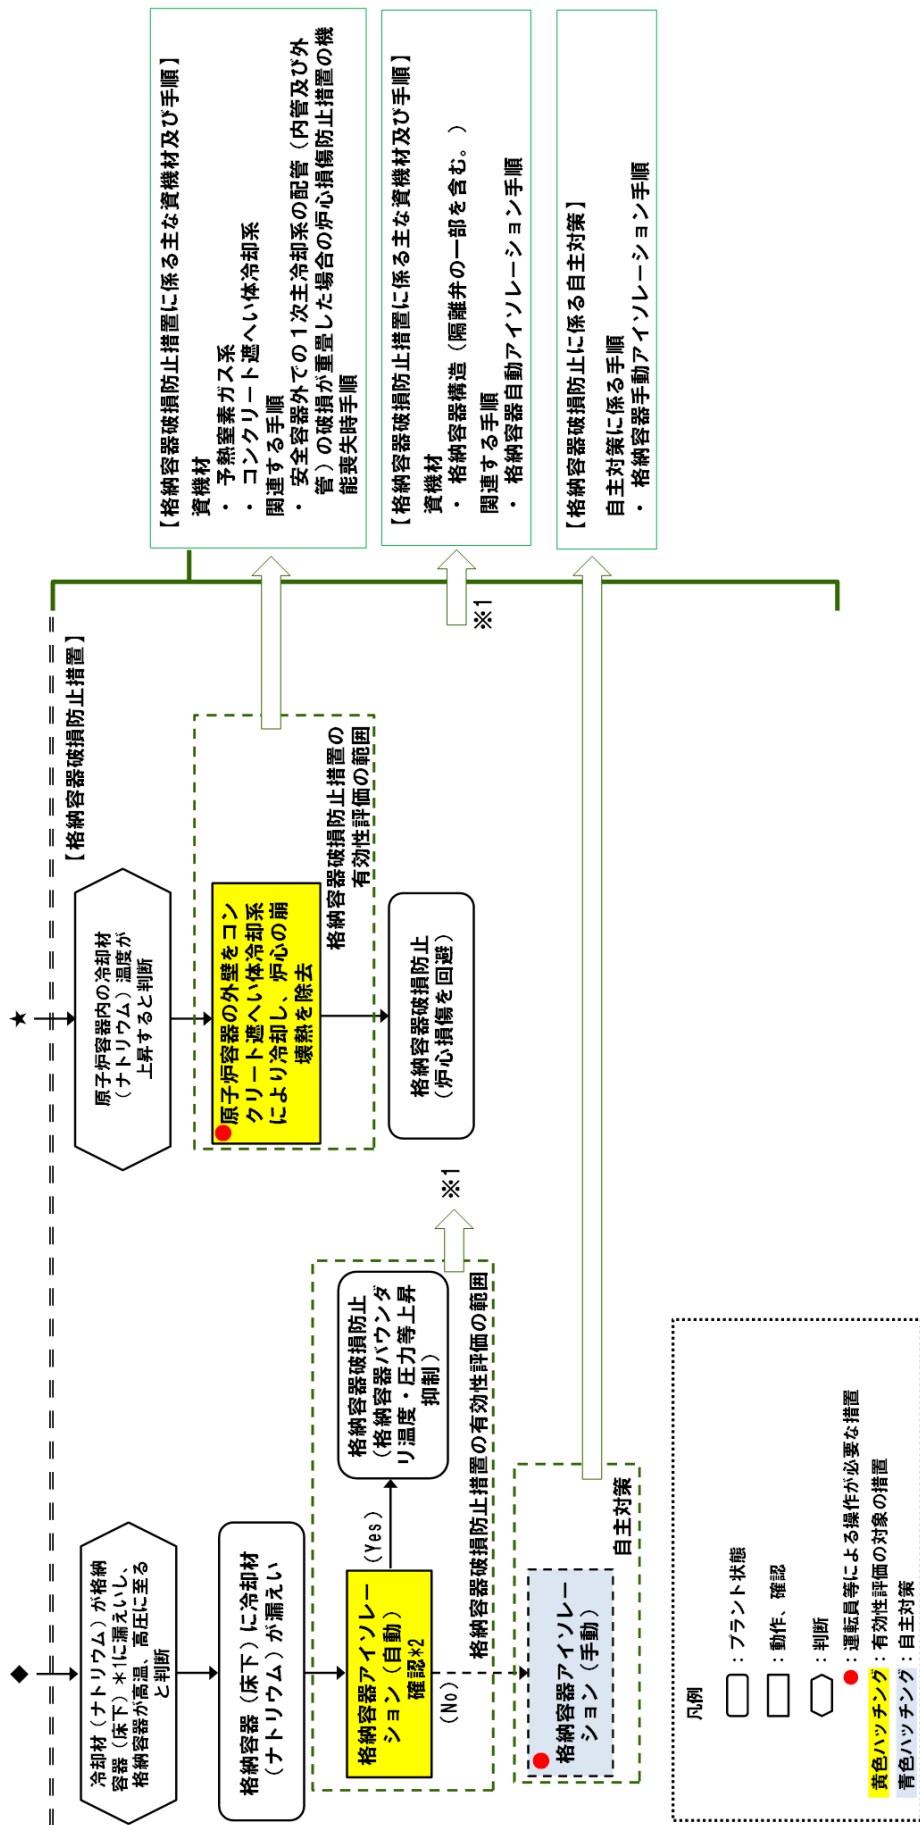 【格納容器破損防止措置】
◆
冷却材（ナトリウム）が格納
容器（床下）＊1に漏えいし、
格納容器が高温、高圧に至る
と判断
格納容器（床下）に冷却材
（ナトリウム）が漏えい
格納容器アイソレー
ション（自動）
確認*2
(Yes)
(No)
格納容器破損防止
（格納容器バウンダ
リ温度・圧力等上昇
抑制）
格納容器破損防止措置の有効性評価の範囲
※1
格納容器アイソレー
ション（手動）
自主対策
★
原子炉容器内の冷却材
（ナトリウム）温度が
上昇すると判断
原子炉容器の外壁をコン
クリート遮へい体冷却系
により冷却し、炉心の崩
壊熱を除去
格納容器破損防止措置の
有効性評価の範囲
格納容器破損防止
（炉心損傷を回避）
※1
【格納容器破損防止措置に係る主な資機材及び手順】
資機材
・ 予熱窒素ガス系
・ コンクリート遮へい体冷却系
関連する手順
・ 安全容器外での１次主冷却系の配管（内管及び外
管）の破損が重畳した場合の炉心損傷防止措置の機
能喪失時手順
【格納容器破損防止措置に係る主な資機材及び手順】
資機材
・ 格納容器構造（隔離弁の一部を含む。）
関連する手順
・ 格納容器自動アイソレーション手順
【格納容器破損防止に係る自主対策】
自主対策に係る手順
・ 格納容器手動アイソレーション手順
凡例
：プラント状態
：動作、確認
：判断
：運転員等による操作が必要な措置
黄色ハッチング：有効性評価の対象の措置
青色ハッチング：自主対策